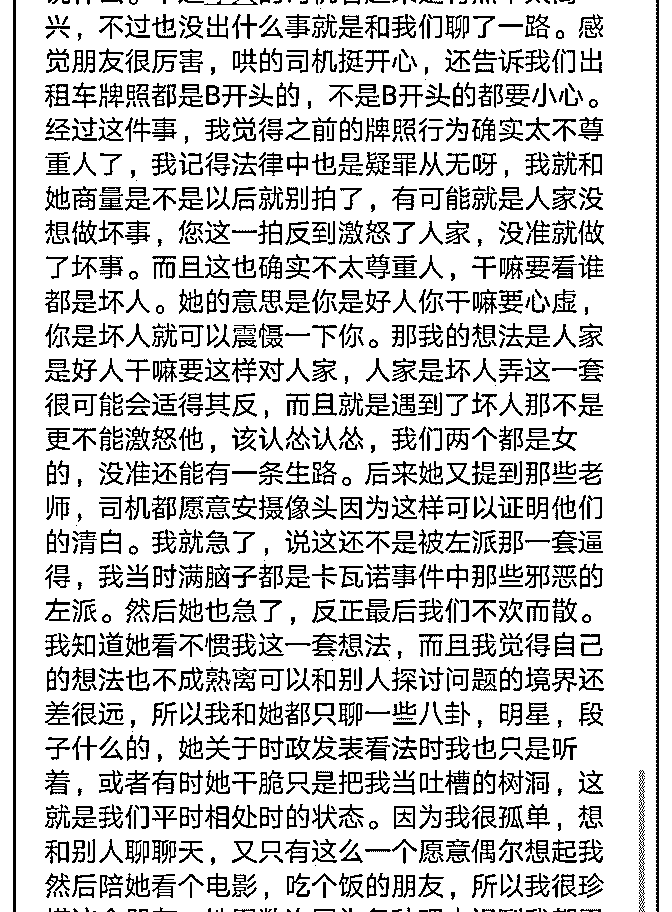 兴，不过也没出什么事就是和我们聊了一路。感
觉朋友很厉害，哄的司机挺开心，还告诉我们出
租车牌照都是B开头的，不是B开头的都要小心。
经过这件事，我觉得之前的牌照行为确实太不尊
重人了，我记得法律中也是疑罪从无呀，我就和
她商量是不是以后就别拍了，有可能就是人家没
想做坏事，您这一拍反到激怒了人家，没准就做
了坏事。而且这也确实不太尊重人，干嘛要看谁
都是坏人。她的意思是你是好人你干嘛要心虚，
你是坏人就可以震慑一下你。那我的想法是人家
是好人干嘛要这样对人家，人家是坏人弄这一套
很可能会适得其反，而且就是遇到了坏人那不是
更不能激怒他，该认怂认怂，我们两个都是女
的，没准还能有一条生路。后来她又提到那些老
师，司机都愿意安摄像头因为这样可以证明他们
的清白。我就急了，说这还不是被左派那一套逼
得，我当时满脑子都是卡瓦诺事件中那些邪恶的
左派。然后她也急了，反正最后我们不欢而散。
我知道她看不惯我这一套想法，而且我觉得自己
的想法也不成熟离可以和别人探讨问题的境界还
差很远，所以我和她都只聊一些八卦，明星，段
子什么的，她关于时政发表看法时我也只是听
着，或者有时她干脆只是把我当吐槽的树洞，这
就是我们平时相处时的状态。因为我很孤单，想
和别人聊聊天，又只有这么一个愿意偶尔想起我
然后陪她看个电影，吃个饭的朋友，所以我很珍